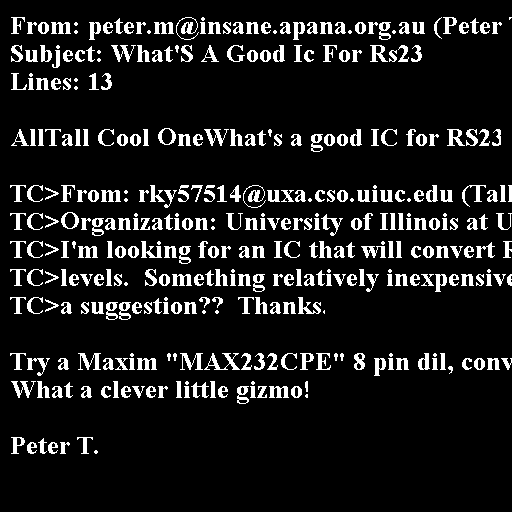 From: peter.m@insane.apana.org.au (Peter
Subject: What'S A Good Ic For Rs23
Lines: 13
AllTall Cool OneWhat's a good IC for RS23
TC>From: rky57514@uxa.cso.uiuc.edu (Tall
TC>Organization: University of Illinois at U
TC>I'm looking for an IC that will convert
TC>levels.  Something relatively inexpensive
TC>a suggestion??  Thanks.
Try a Maxim "MAX232CPE" 8 pin dil, conv
What a clever little gizmo!
Peter T.